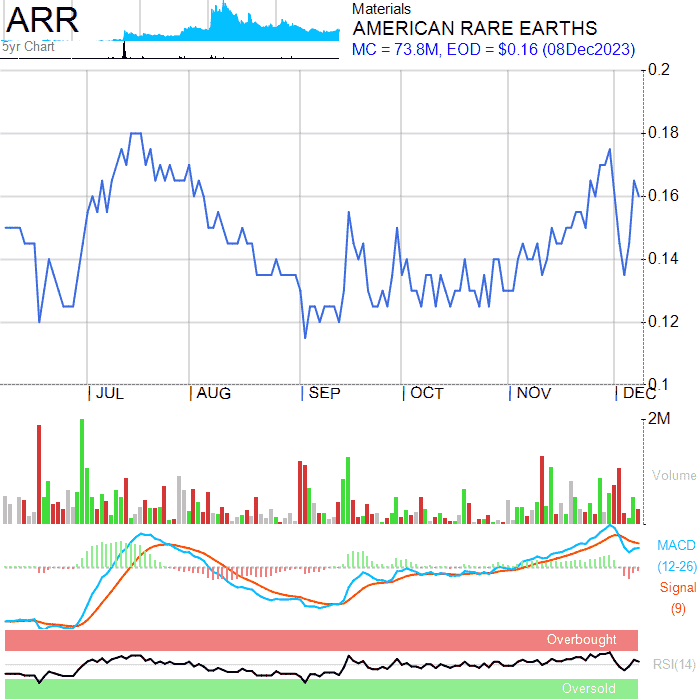 ARR
5yr Chart
Materials
AMERICAN RARE EARTHS
MC = 73.8M, EOD = $0.16 (08Dec2023)
0.2
0.18
0.16
0.14
0.12
0.1
JUL AUG SEP OCT NOV DEC
2M
Volume
MACD
(12-26)
Signal
(9)
Overbought
RSI(14)
Oversold